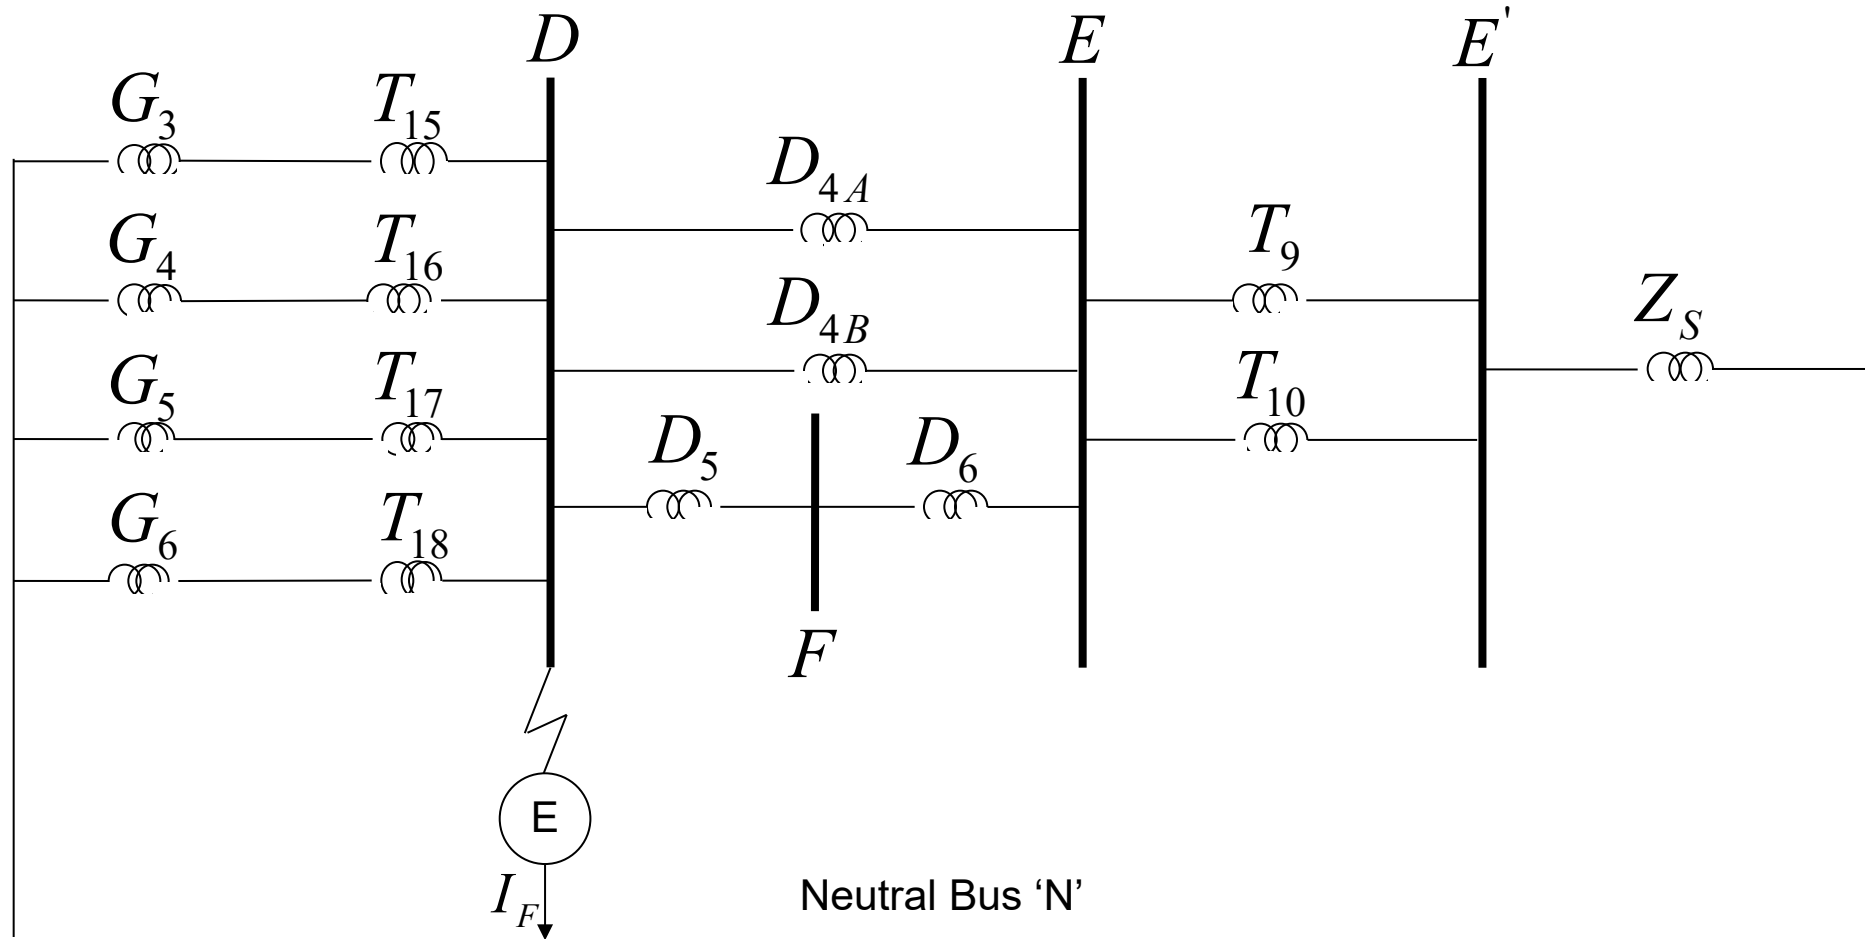 D E E'
G3 T15
D4A
G4 T16 T9
D4B ZS
G5 T17 T10
D5 D6
G6 T18
F
E
IF Neutral Bus ‘N’